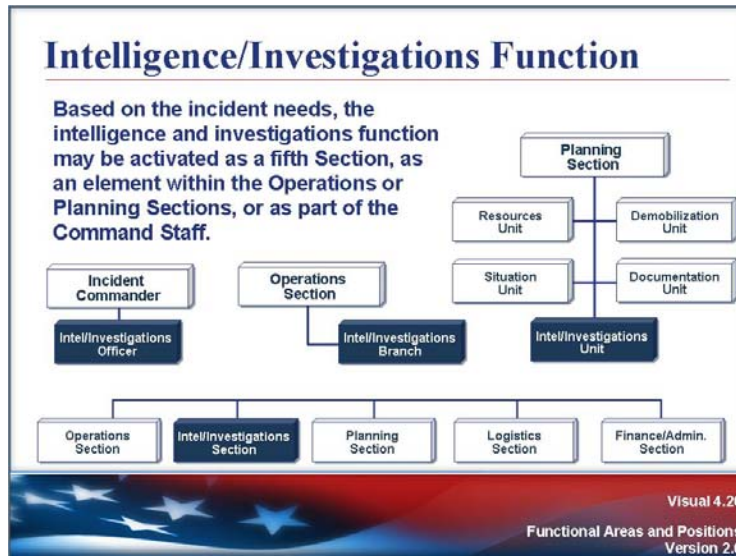 Intelligence/Investigations Function
Based on the incident needs, the
intelligence and investigations function
may be activated as a fifth Section, as
an element within the Operations or
Planning Sections, or as part of the
Command Staff.
Planning
Section
Resources
Unit
Demobilization
Unit
Situation
Unit
Documentation
Unit
Intel/Investigations
Unit
Incident
Commander
Intel/Investigations
Officer
Operations
Section
Intel/Investigations
Branch
Operations
Section
Intel/Investigations
Section
Planning
Section
Logistics
Section
Finance/Admin.
Section
Visual
Functional Areas and Positions
Version